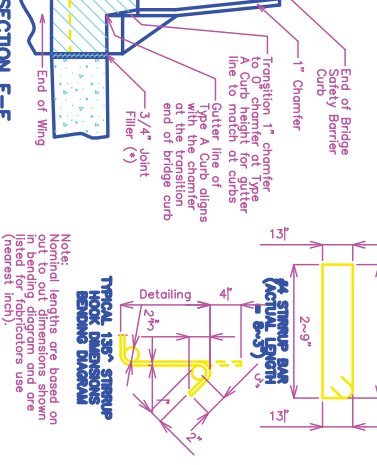 End of Bridge
Safety Barrier
Curb
1" Chamfer
Transition 1" chamfer
to 0" chamfer at Type
A Curb height for gutter
line to match at curbs
Gutter line of
Type A Curb aligns
with the chamfer
at the transition
end of bridge curb
3/4" Joint
Filler (*)
End of Wing
SECTION F-F
13"
2~9"
13"
#4 STIRRUP BAR
(ACTUAL LENGTH
= 8~3")
Detailing
4"
3"
2"
TYPICAL 135° STIRRUP
HOOK DIMENSIONS
BENDING DIAGRAM
Note:
Nominal lengths are based on
out to out dimensions shown
in bending diagram and are
listed for fabricators use
(nearest inch).